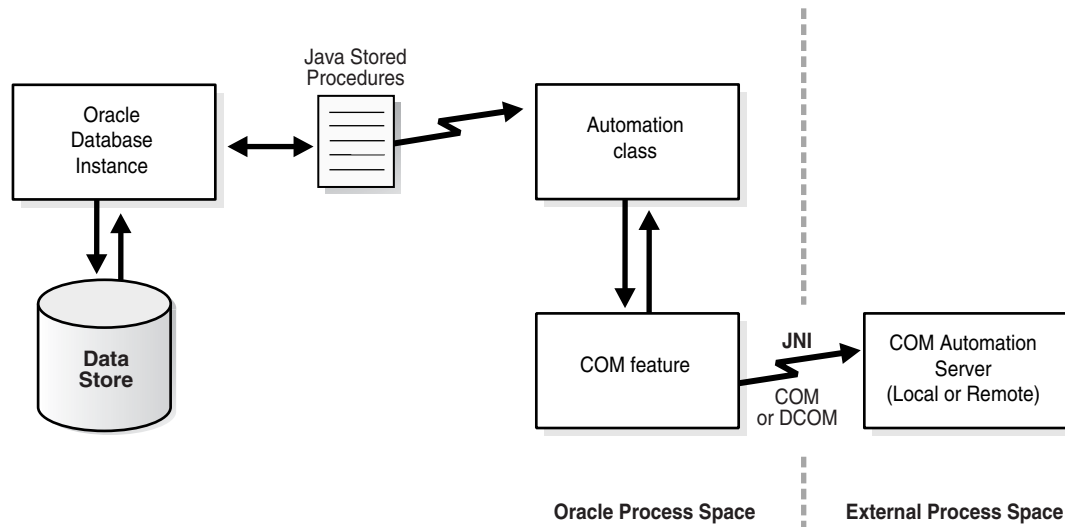 Java Stored
Procedures
Oracle
Database
Instance
Automation
class
Data
Store
COM feature
JNI
COM
or DCOM
COM Automation
Server
(Local or Remote)
Oracle Process Space
External Process Space